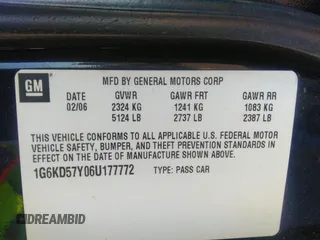 GM
MFD BY GENERAL MOTORS CORP
DATE GVWR GAWR FRT GAWR RR
02/06 2324 KG 1241 KG 1083 KG
5124 LB 2737 LB 2387 LB
THIS VEHICLE CONFORMS TO ALL APPLICABLE U.S. FEDERAL MOTOR
VEHICLE SAFETY, BUMPER, AND THEFT PREVENTION STANDARDS IN
EFFECT ON THE DATE OF MANUFACTURE SHOWN ABOVE.
1G6KD57Y06U177772 TYPE: PASS CAR
DREAMBID